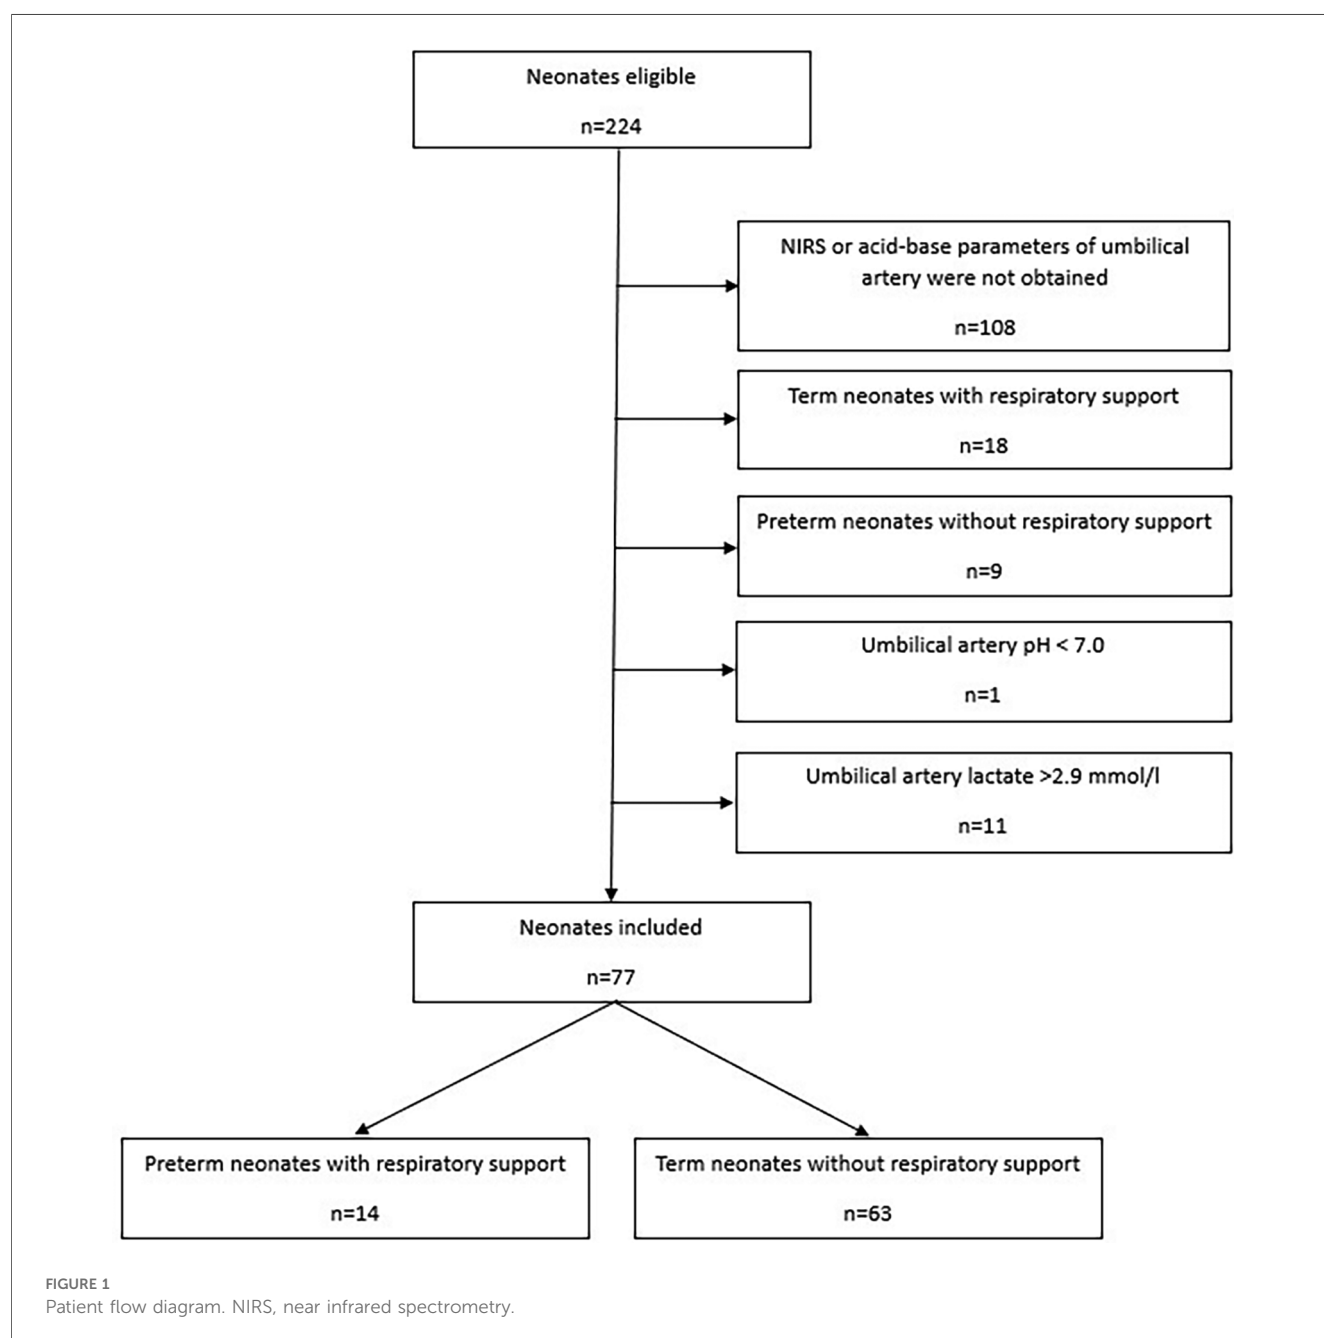 Neonates eligible
n=224
NIRS or acid-base parameters of umbilical
artery were not obtained
n=108
Term neonates with respiratory support
n=18
Preterm neonates without respiratory support
n=9
Umbilical artery pH < 7.0
n=1
Umbilical artery lactate >2.9 mmol/l
n=11
Neonates included
n=77
Preterm neonates with respiratory support
n=14
Term neonates without respiratory support
n=63
FIGURE 1
Patient flow diagram. NIRS, near infrared spectrometry.